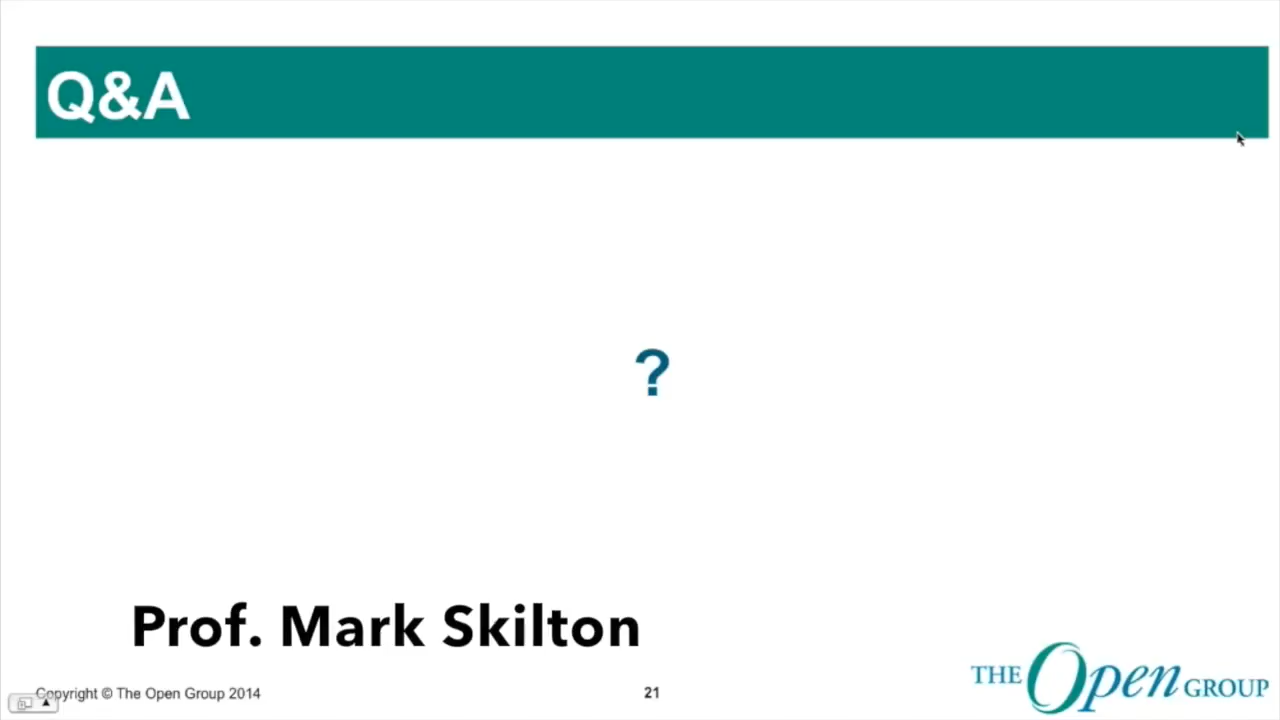 Q&A
?
Prof. Mark Skilton
Copyright © The Open Group 2014
21
THE Open GROUP